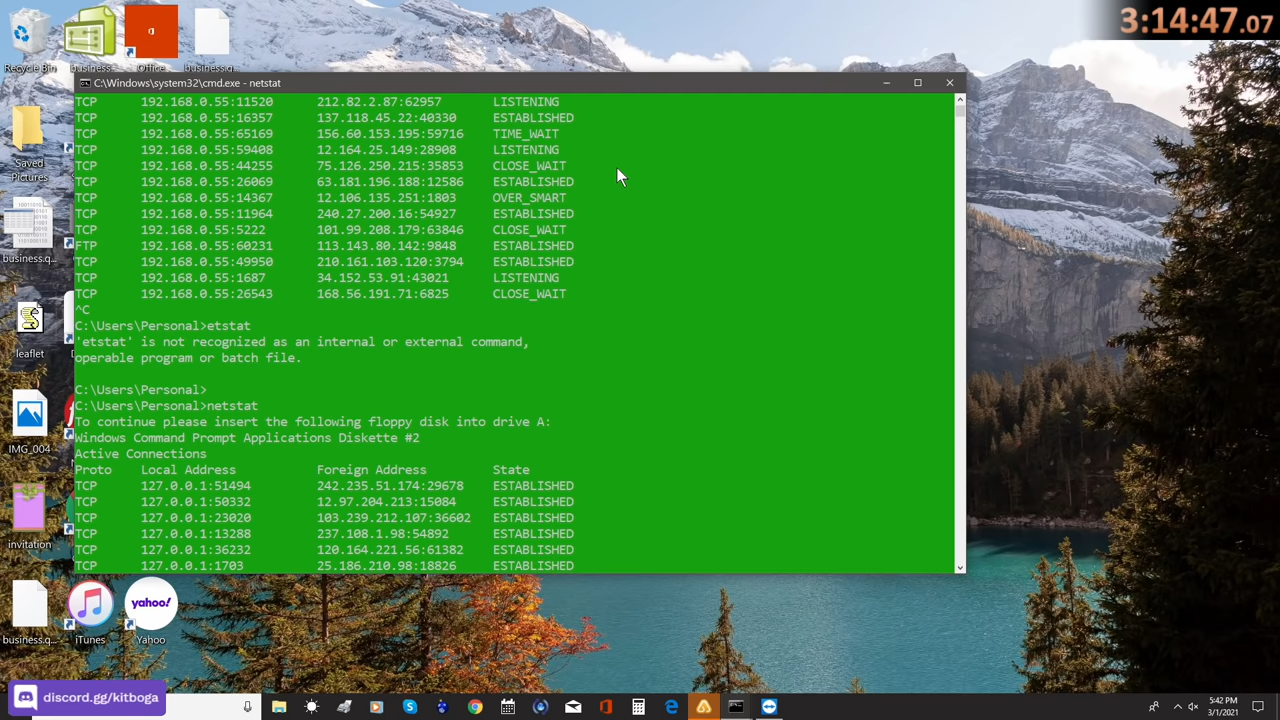 3:14:47.07
Recycle Bin
business...
a
Office
business.q...
C:\Windows\system32\cmd.exe - netstat
TCP 192.168.0.55:11520 212.82.2.87:62957 LISTENING
TCP 192.168.0.55:16357 137.118.45.22:40330 ESTABLISHED
TCP 192.168.0.55:65169 156.60.153.195:59716 TIME_WAIT
TCP 192.168.0.55:59408 12.164.25.149:28908 LISTENING
TCP 192.168.0.55:44255 75.126.250.215:35853 CLOSE_WAIT
TCP 192.168.0.55:26069 63.181.196.188:12586 ESTABLISHED
TCP 192.168.0.55:14367 12.106.135.251:1803 OVER_SMART
TCP 192.168.0.55:11964 240.27.200.16:54927 ESTABLISHED
TCP 192.168.0.55:5222 101.99.208.179:63846 CLOSE_WAIT
FTP 192.168.0.55:60231 113.143.80.142:9848 ESTABLISHED
TCP 192.168.0.55:49950 210.161.103.120:3794 ESTABLISHED
TCP 192.168.0.55:1687 34.152.53.91:43021 LISTENING
TCP 192.168.0.55:26543 168.56.191.71:6825 CLOSE_WAIT
^C
C:\Users\Personal>etstat
'etstat' is not recognized as an internal or external command,
operable program or batch file.
C:\Users\Personal>
C:\Users\Personal>netstat
To continue please insert the following floppy disk into drive A:
Windows Command Prompt Applications Diskette #2
Active Connections
Proto Local Address Foreign Address State
TCP 127.0.0.1:51494 242.235.51.174:29678 ESTABLISHED
TCP 127.0.0.1:50332 12.97.204.213:15084 ESTABLISHED
TCP 127.0.0.1:23020 103.239.212.107:36602 ESTABLISHED
TCP 127.0.0.1:13288 237.108.1.98:54892 ESTABLISHED
TCP 127.0.0.1:36232 120.164.221.56:61382 ESTABLISHED
TCP 127.0.0.1:1703 25.186.210.98:18826 ESTABLISHED
Saved
Pictures
business.q...
leaflet
IMG_004
invitation
business.q...
iTunes
yahoo!
Yahoo
discord.gg/kitboga
5:42 PM
3/1/2021